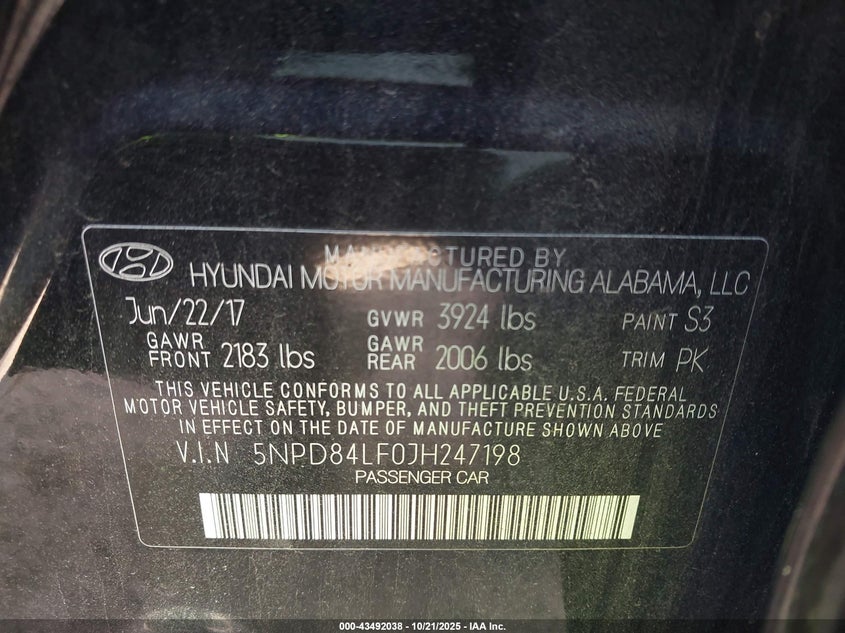 MANUFACTURED BY
HYUNDAI MOTOR MANUFACTURING ALABAMA, LLC
Jun/22/17 GVWR 3924 lbs PAINT S3
GAWR FRONT 2183 lbs GAWR REAR 2006 lbs TRIM PK
THIS VEHICLE CONFORMS TO ALL APPLICABLE U.S.A. FEDERAL
MOTOR VEHICLE SAFETY, BUMPER, AND THEFT PREVENTION STANDARDS
IN EFFECT ON THE DATE OF MANUFACTURE SHOWN ABOVE
V.I.N 5NPD84LF0JH247198
PASSENGER CAR
000-43492038 - 10/21/2025 - IAA Inc.